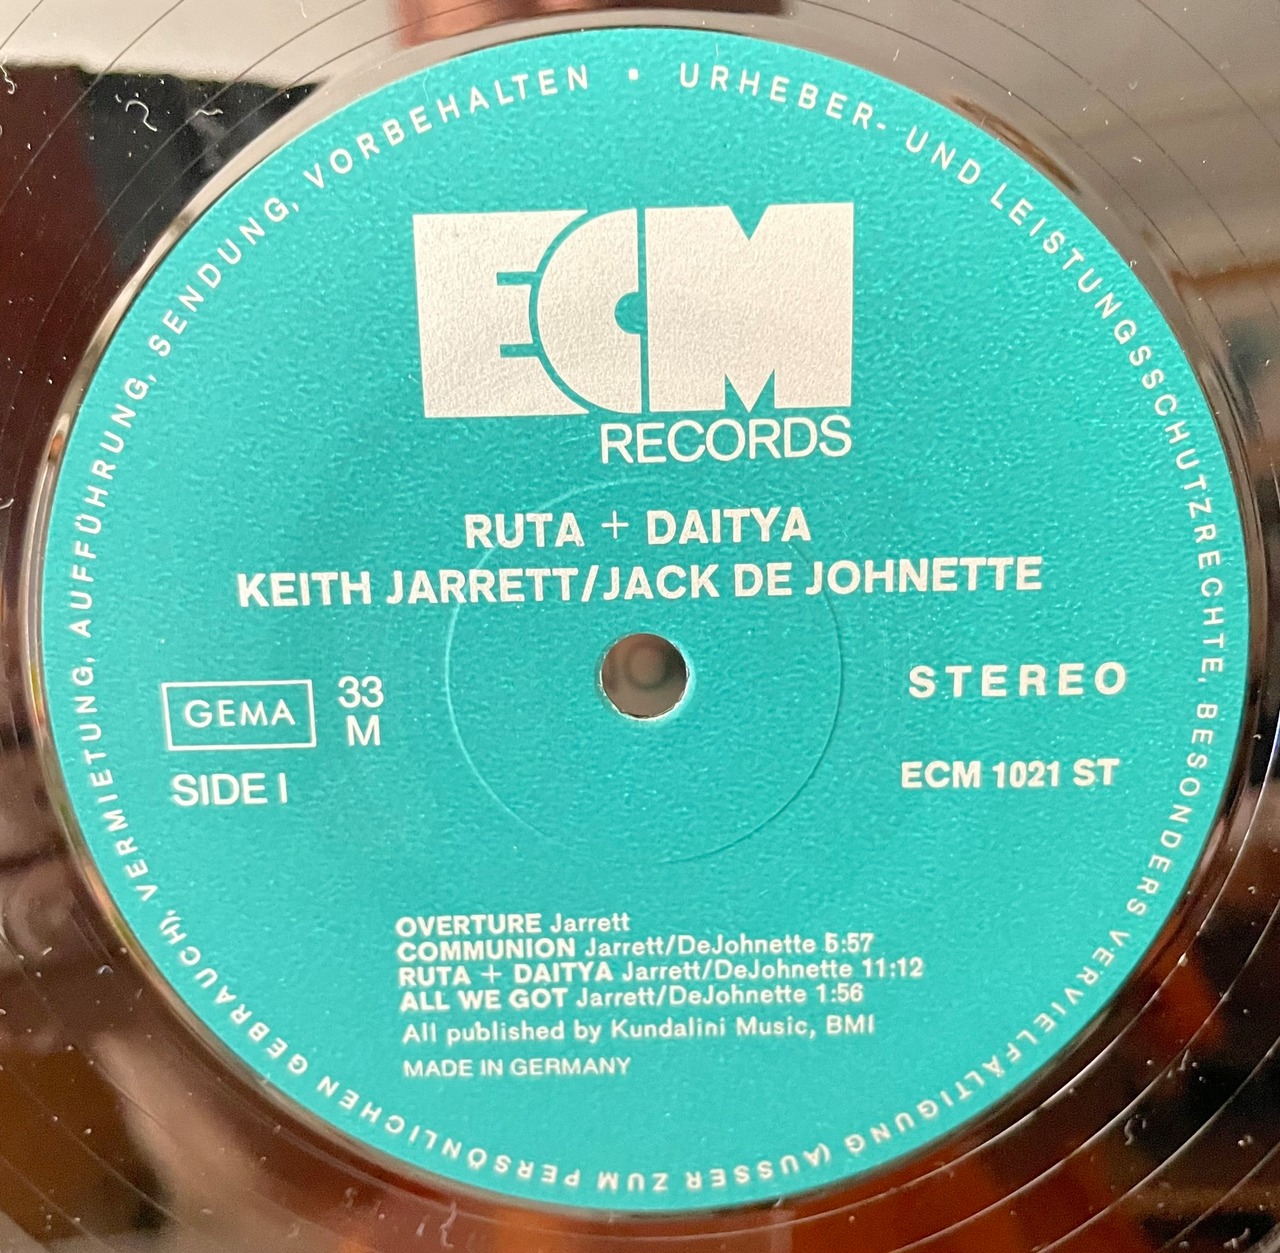 URHEBER- UND LEISTUNGSSCHUTZRECHTE, BESONDERS VERVIELFÄLTIGUNG (AUSSER ZUM PERSÖNLICHEN GEBRAUCH), VERMIETUNG, AUFFÜHRUNG, SENDUNG, VORBEHALTEN •
ECM
RECORDS
RUTA + DAITYA
KEITH JARRETT/JACK DE JOHNETTE
GEMA
33
M
STEREO
SIDE I
ECM 1021 ST
OVERTURE Jarrett
COMMUNION Jarrett/DeJohnette 5:57
RUTA + DAITYA Jarrett/DeJohnette 11:12
ALL WE GOT Jarrett/DeJohnette 1:56
All published by Kundalini Music, BMI
MADE IN GERMANY